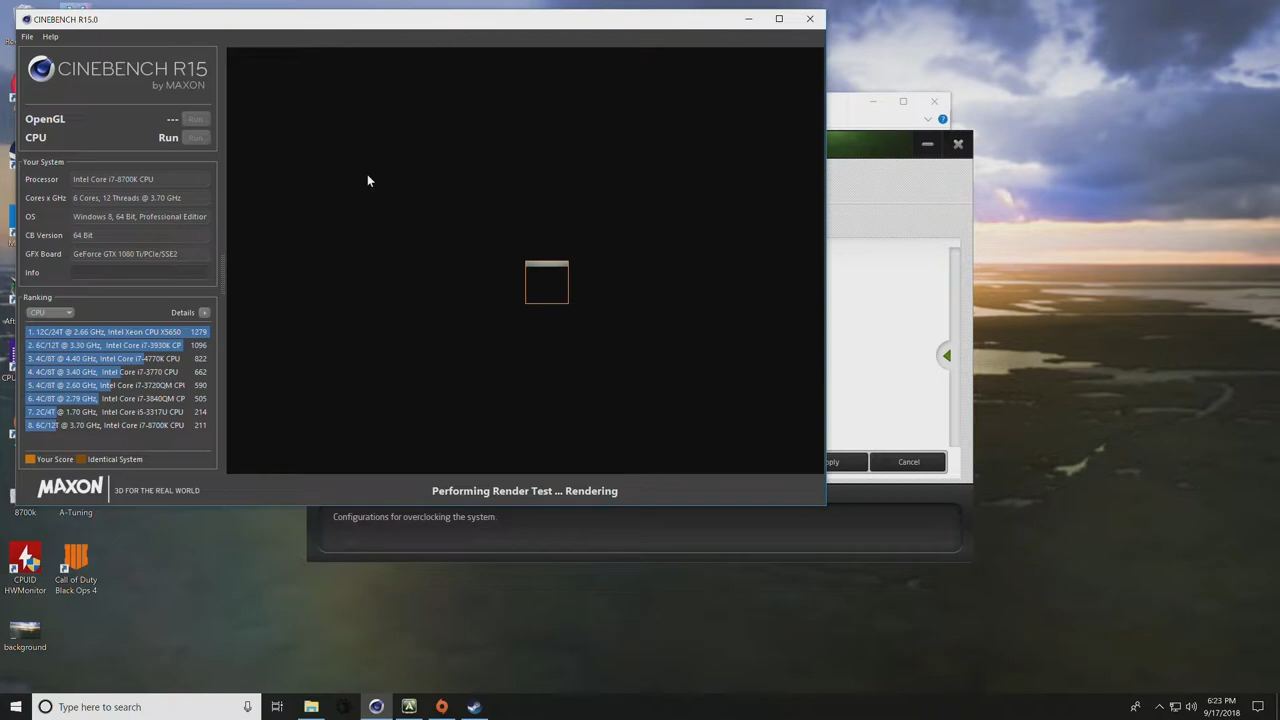 CINEBENCH R15.0
File Help
CINEBENCH R15
by MAXON
OpenGL --- Run
CPU Run Run
Your System
Processor Intel Core i7-8700K CPU
Cores x GHz 6 Cores, 12 Threads @ 3.70 GHz
OS Windows 8, 64 Bit, Professional Edition
CB Version 64 Bit
GFX Board GeForce GTX 1080 Ti/PCIe/SSE2
Info
Ranking
CPU Details
1. 12C/24T @ 2.66 GHz, Intel Xeon CPU X5650 1279
2. 6C/12T @ 3.30 GHz, Intel Core i7-3930K CP 1096
3. 4C/8T @ 4.40 GHz, Intel Core i7-4770K CPU 822
4. 4C/8T @ 3.40 GHz, Intel Core i7-3770 CPU 662
5. 4C/8T @ 2.60 GHz, Intel Core i7-3720QM CPU 590
6. 4C/8T @ 2.79 GHz, Intel Core i7-3840QM CP 505
7. 2C/4T @ 1.70 GHz, Intel Core i5-3317U CPU 214
8. 6C/12T @ 3.70 GHz, Intel Core i7-8700K CPU 211
Your Score Identical System
MAXON 3D FOR THE REAL WORLD
Performing Render Test ... Rendering
Cancel
Configurations for overclocking the system.
8700k A-Tuning
CPUID HWMonitor
Call of Duty Black Ops 4
background
Type here to search
6:23 PM
9/17/2018